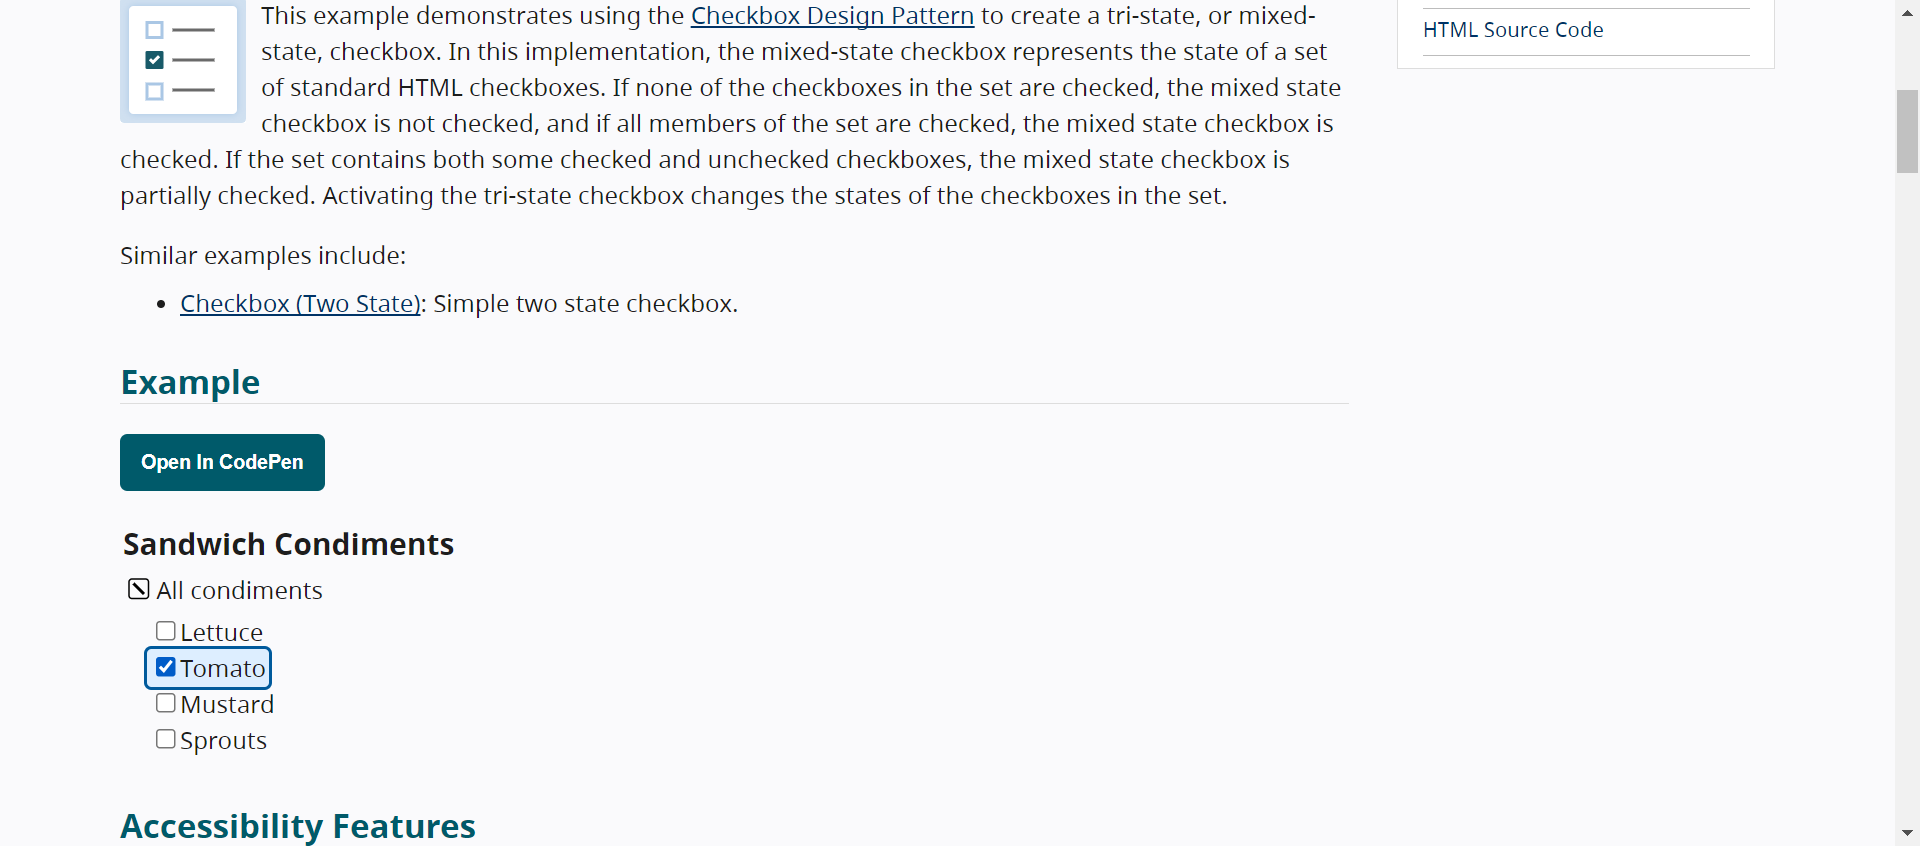 This example demonstrates using the Checkbox Design Pattern to create a tri-state, or mixed-
state, checkbox. In this implementation, the mixed-state checkbox represents the state of a set
of standard HTML checkboxes. If none of the checkboxes in the set are checked, the mixed state
checkbox is not checked, and if all members of the set are checked, the mixed state checkbox is
checked. If the set contains both some checked and unchecked checkboxes, the mixed state checkbox is
partially checked. Activating the tri-state checkbox changes the states of the checkboxes in the set.
Similar examples include:
Checkbox (Two State): Simple two state checkbox.
Example
Open In CodePen
Sandwich Condiments
All condiments
Lettuce
Tomato
Mustard
Sprouts
Accessibility Features
HTML Source Code